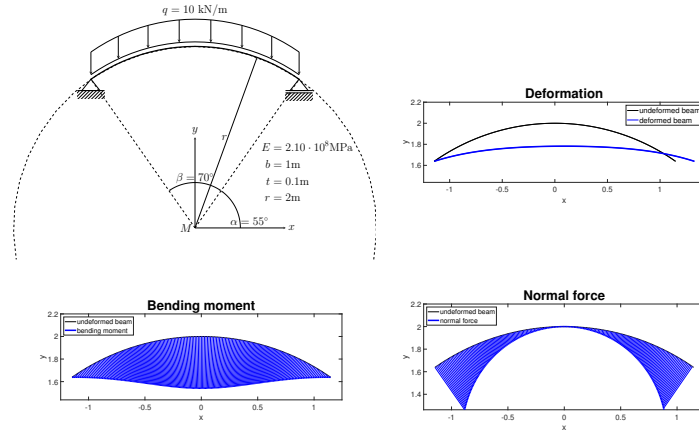 q = 10 kN/m
y
r
E = 2.10 · 10⁸MPa
b = 1m
t = 0.1m
r = 2m
β = 70°
α = 55°
M
x
Deformation
undeformed beam
deformed beam
2.2
2
1.8
1.6
y
-1 -0.5 0 0.5 1
x
Bending moment
undeformed beam
bending moment
2.2
2
1.8
1.6
y
-1 -0.5 0 0.5 1
x
Normal force
undeformed beam
normal force
2.2
2
1.8
1.6
1.4
y
-1 -0.5 0 0.5 1
x